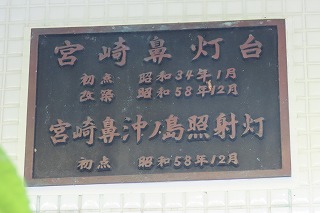 宮崎鼻灯台
初点 昭和34年1月
改築 昭和58年12月
宮崎鼻沖ノ島照射灯
初点 昭和58年12月